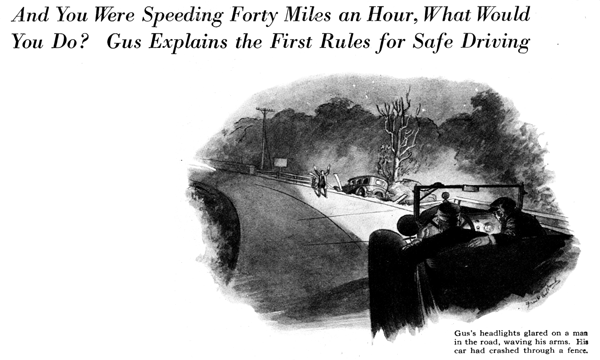 And You Were Speeding Forty Miles an Hour, What Would
You Do? Gus Explains the First Rules for Safe Driving
Gus's headlights glared on a man
in the road, waving his arms. His
car had crashed through a fence.